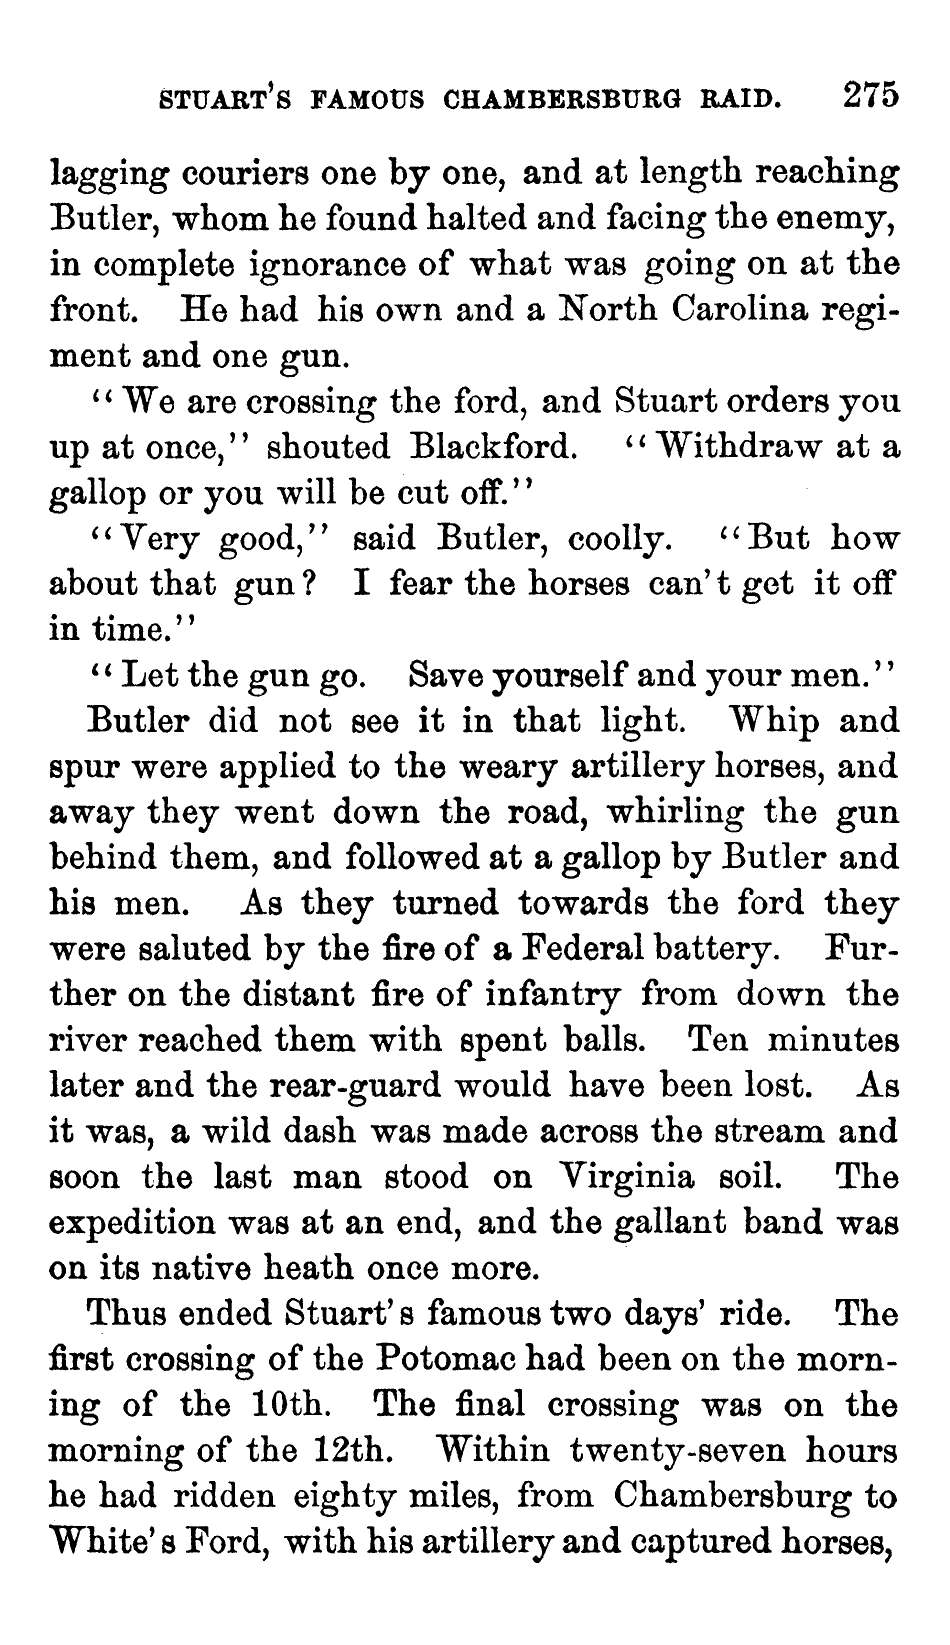 STUART'S FAMOUS CHAMBERSBURG RAID. 275
lagging couriers one by one, and at length reaching
Butler, whom he found halted and facing the enemy,
in complete ignorance of what was going on at the
front. He had his own and a North Carolina regi-
ment and one gun.
"We are crossing the ford, and Stuart orders you
up at once," shouted Blackford. "Withdraw at a
gallop or you will be cut off."
"Very good," said Butler, coolly. "But how
about that gun? I fear the horses can't get it off
in time."
"Let the gun go. Save yourself and your men."
Butler did not see it in that light. Whip and
spur were applied to the weary artillery horses, and
away they went down the road, whirling the gun
behind them, and followed at a gallop by Butler and
his men. As they turned towards the ford they
were saluted by the fire of a Federal battery. Fur-
ther on the distant fire of infantry from down the
river reached them with spent balls. Ten minutes
later and the rear-guard would have been lost. As
it was, a wild dash was made across the stream and
soon the last man stood on Virginia soil. The
expedition was at an end, and the gallant band was
on its native heath once more.
Thus ended Stuart's famous two days' ride. The
first crossing of the Potomac had been on the morn-
ing of the 10th. The final crossing was on the
morning of the 12th. Within twenty-seven hours
he had ridden eighty miles, from Chambersburg to
White's Ford, with his artillery and captured horses,